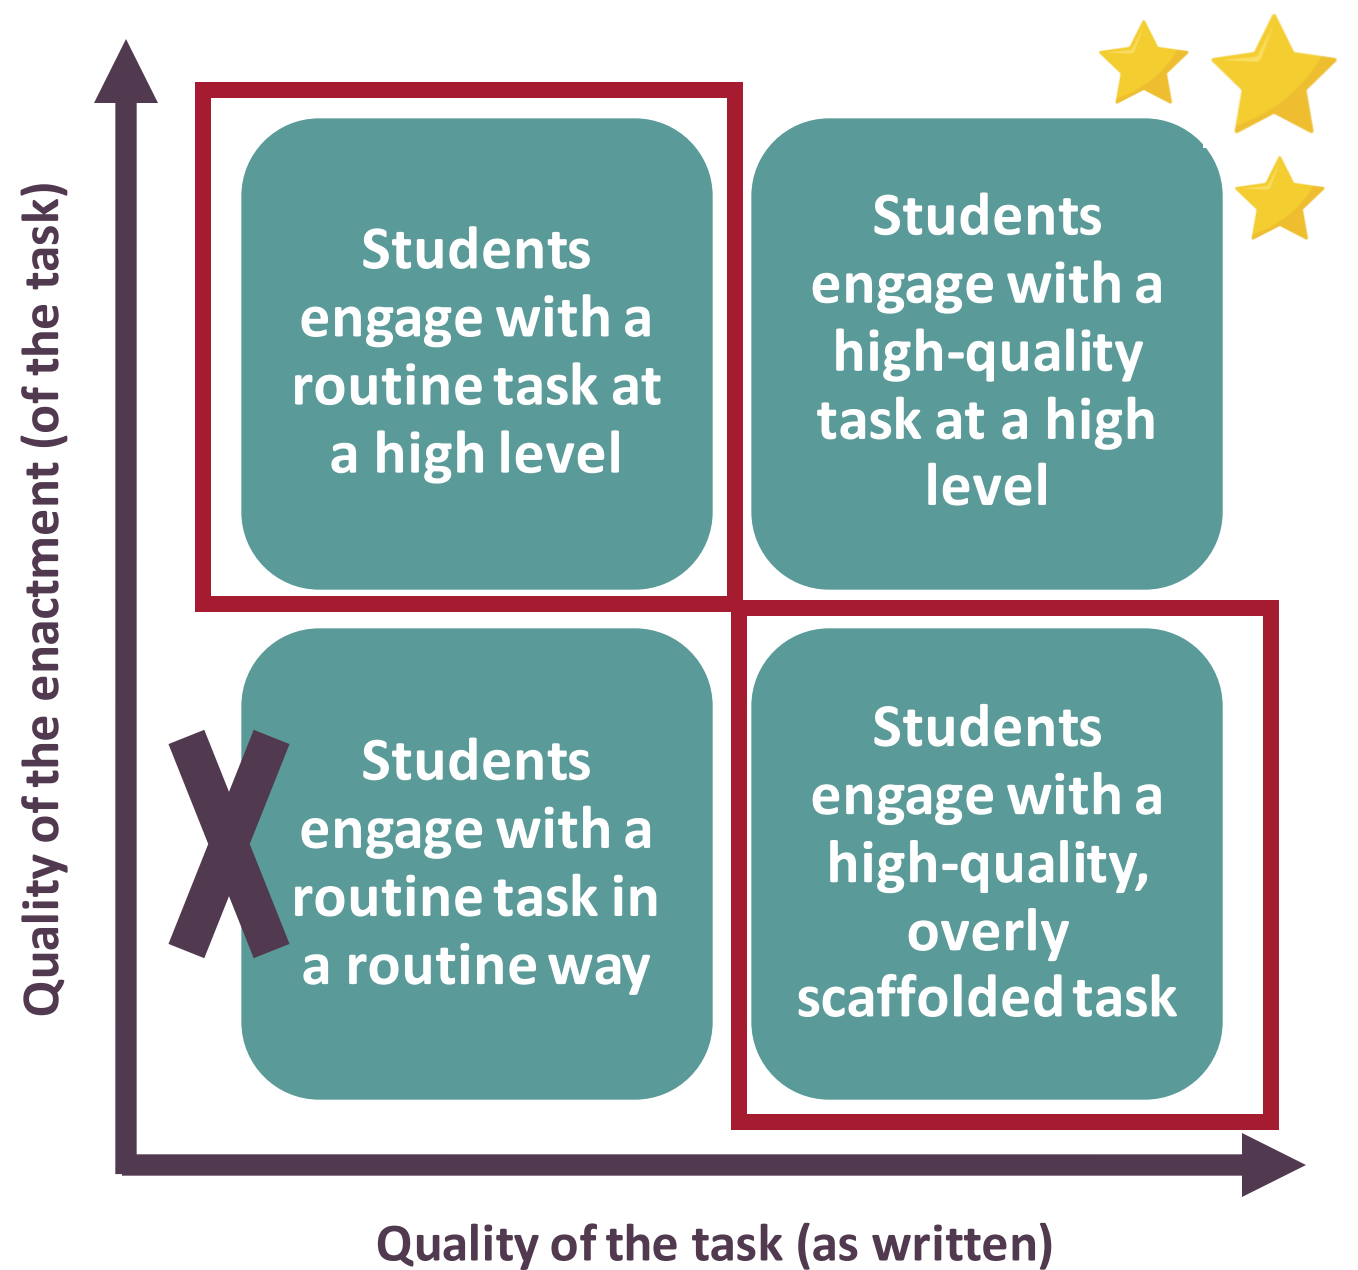 Quality of the enactment (of the task)
Students
engage with a
routine task at
a high level
Students
engage with a
high-quality
task at a high
level
Students
engage with a
routine task in
a routine way
Students
engage with a
high-quality,
overly
scaffolded task
Quality of the task (as written)